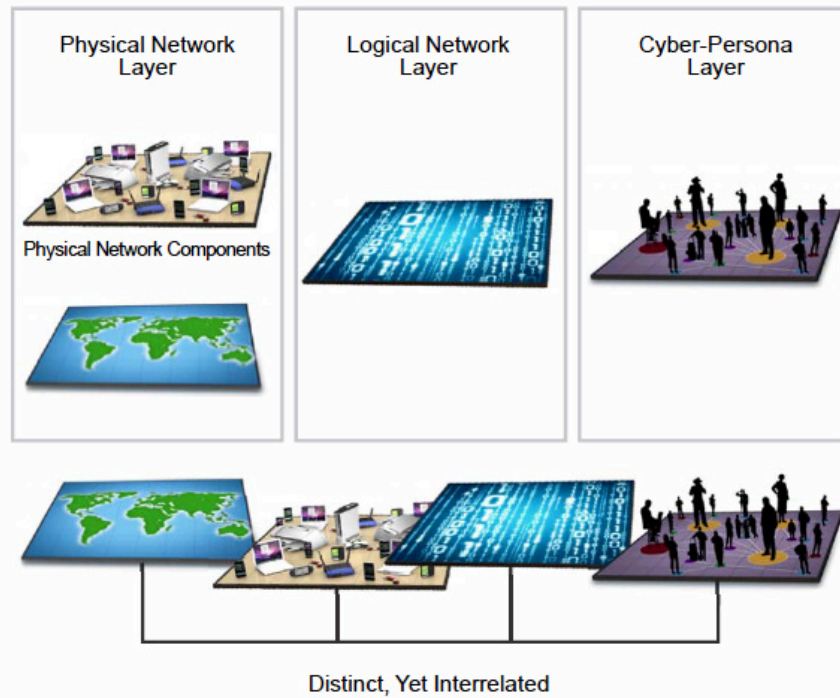 Physical Network
Layer
Logical Network
Layer
Cyber-Persona
Layer
Physical Network Components
Distinct, Yet Interrelated